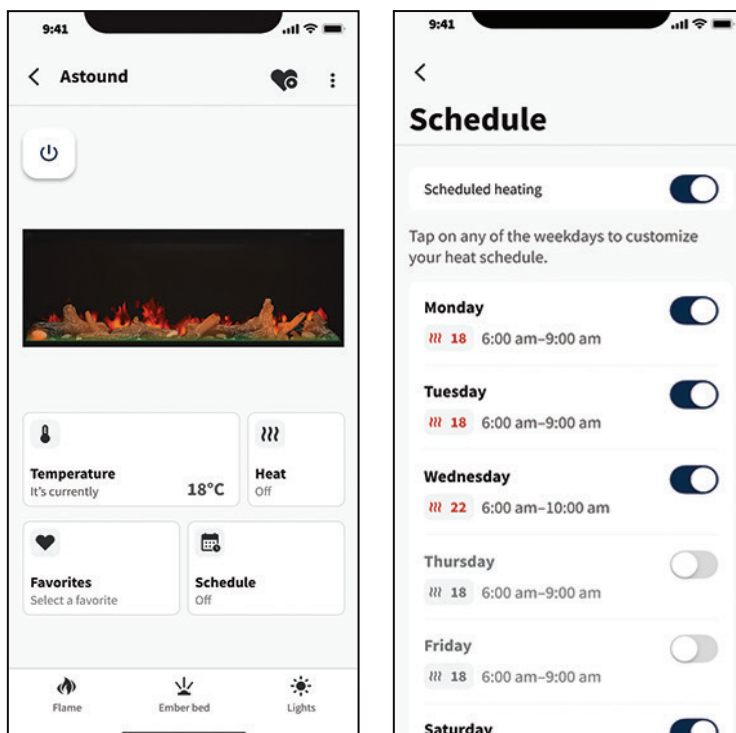 9:41
Astound
Temperature
It's currently
18°C
Heat
Off
Favorites
Select a favorite
Schedule
Off
Flame
Ember bed
Lights
9:41
Schedule
Scheduled heating
Tap on any of the weekdays to customize
your heat schedule.
Monday
18 6:00 am–9:00 am
Tuesday
18 6:00 am–9:00 am
Wednesday
22 6:00 am–10:00 am
Thursday
18 6:00 am–9:00 am
Friday
18 6:00 am–9:00 am
Saturday